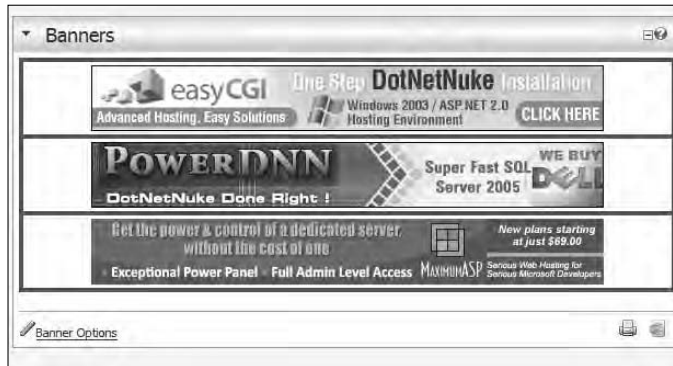 Banners
easyCGI
One Step DotNetNuke Installation
Advanced Hosting, Easy Solutions
Windows 2003 / ASP.NET 2.0
Hosting Environment
CLICK HERE
POWERDNN
DotNetNuke Done Right !
Super Fast SQL
Server 2005
WE BUY
DELL
Get the power & control of a dedicated server,
without the cost of one
• Exceptional Power Panel • Full Admin Level Access
MAXIMUMASP
New plans starting
at just $69.00
Serious Web Hosting for
Serious Microsoft Developers
Banner Options